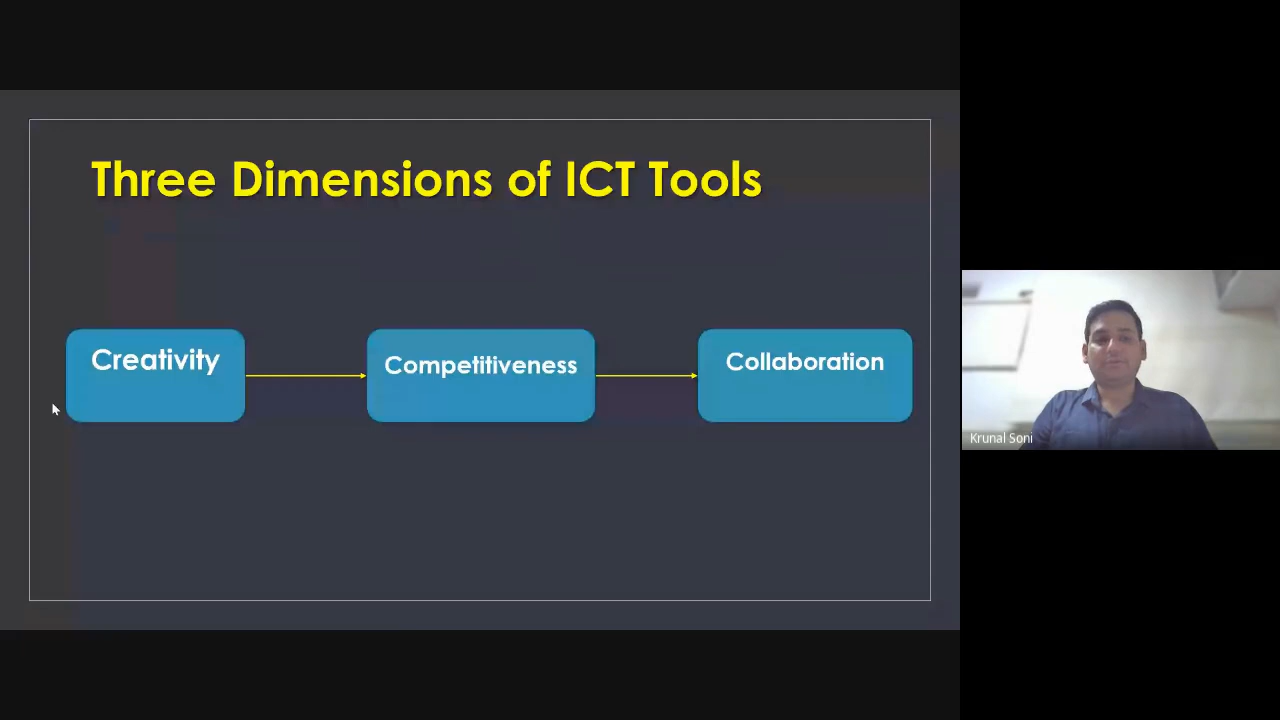 Three Dimensions of ICT Tools
Creativity
Competitiveness
Collaboration
Krunal Soni